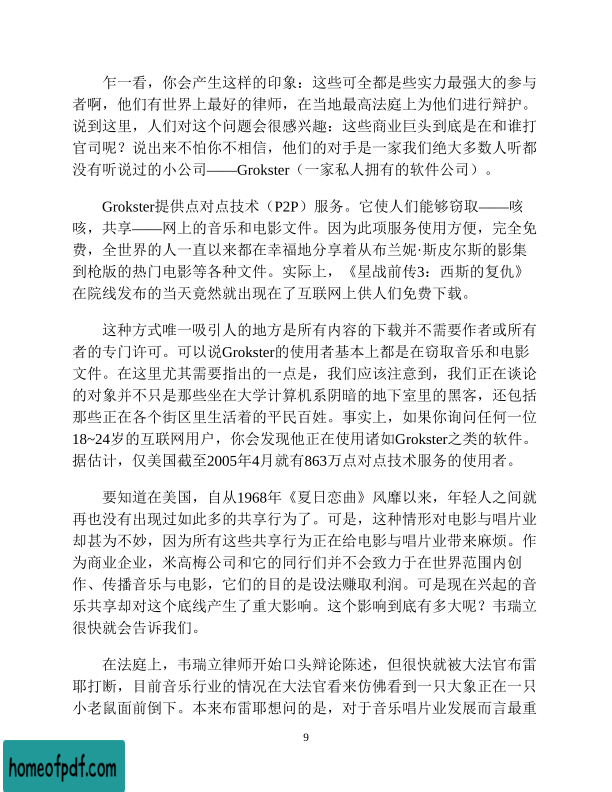 乍一看，你会产生这样的印象：这些可全都是些实力最强大的参与
者啊，他们有世界上最好的律师，在当地最高法庭上为他们进行辩护。
说到这里，人们对这个问题会很感兴趣：这些商业巨头到底是在和谁打
官司呢？说出来不怕你不相信，他们的对手是一家我们绝大多数人听都
没有听说过的小公司——Grokster（一家私人拥有的软件公司）。
Grokster提供点对点技术（P2P）服务。它使人们能够窃取——咳
咳，共享——网上的音乐和电影文件。因为此项服务使用方便，完全免
费，全世界的人一直以来都在幸福地分享着从布兰妮·斯皮尔斯的影集
到枪版的热门电影等各种文件。实际上，《星战前传3：西斯的复仇》
在院线发布的当天竟然就出现在了互联网上供人们免费下载。
这种方式唯一吸引人的地方是所有内容的下载并不需要作者或所有
者的专门许可。可以说Grokster的使用者基本上都是在窃取音乐和电影
文件。在这里尤其需要指出的一点是，我们应该注意到，我们正在谈论
的对象并不只是那些坐在大学计算机系阴暗的地下室里的黑客，还包括
那些正在各个街区里生活着的平民百姓。事实上，如果你询问任何一位
18~24岁的互联网用户，你会发现他正在使用诸如Grokster之类的软件。
据估计，仅美国截至2005年4月就有863万点对点技术服务的使用者。
要知道在美国，自从1968年《夏日恋曲》风靡以来，年轻人之间就
再也没有出现过如此多的共享行为了。可是，这种情形对电影与唱片业
却甚为不妙，因为所有这些共享行为正在给电影与唱片业带来麻烦。作
为商业企业，米高梅公司和它的同行们并不会致力于在世界范围内创
作、传播音乐与电影，它们的目的是设法赚取利润。可是现在兴起的音
乐共享却对这个底线产生了重大影响。这个影响到底有多大呢？韦瑞立
很快就会告诉我们。
在法庭上，韦瑞立律师开始口头辩论陈述，但很快就被大法官布雷
耶打断，目前音乐行业的情况在大法官看来仿佛看到一只大象正在一只
小老鼠面前倒下。本来布雷耶想问的是，对于音乐唱片业发展而言最重
9
homeofpdf.com